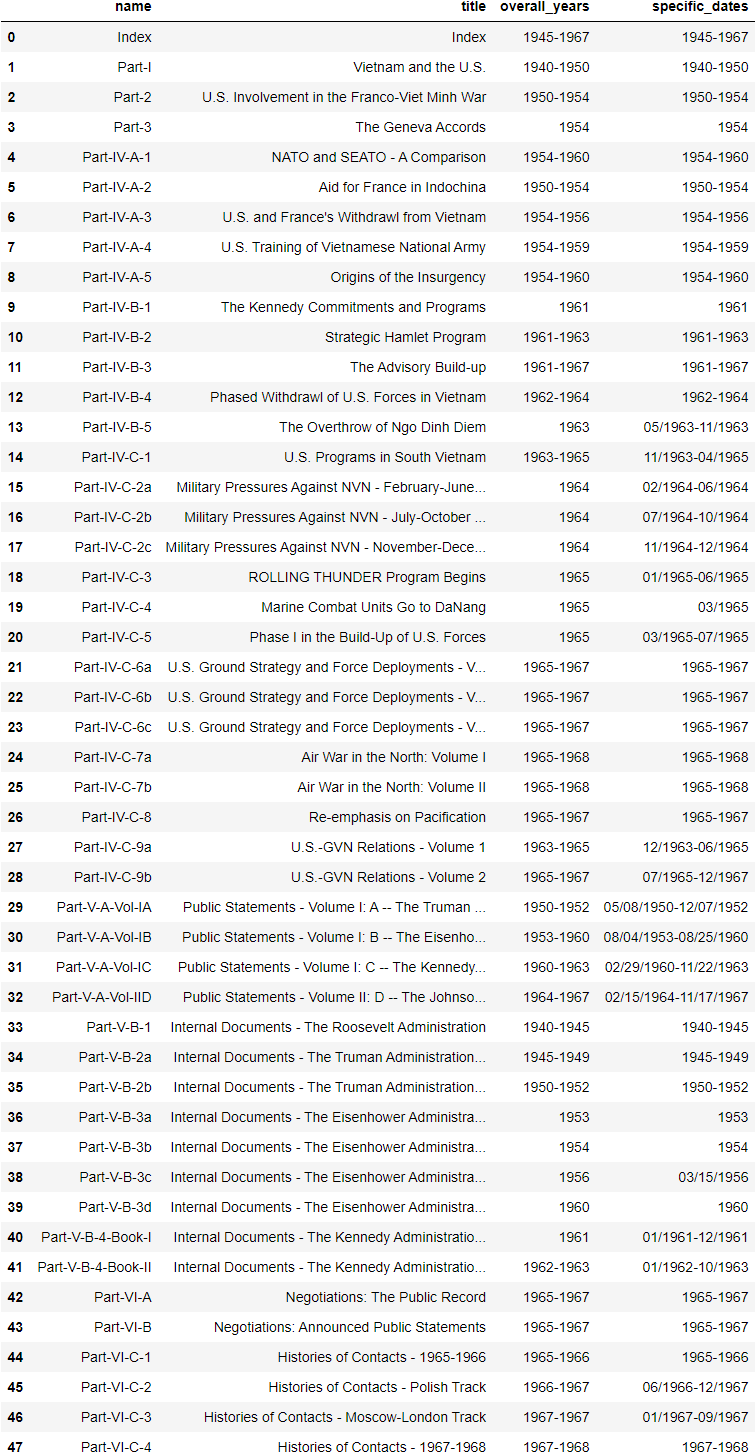 name title overall_years specific_dates
0 Index Index 1945-1967 1945-1967
1 Part-I Vietnam and the U.S. 1940-1950 1940-1950
2 Part-2 U.S. Involvement in the Franco-Viet Minh War 1950-1954 1950-1954
3 Part-3 The Geneva Accords 1954 1954
4 Part-IV-A-1 NATO and SEATO - A Comparison 1954-1960 1954-1960
5 Part-IV-A-2 Aid for France in Indochina 1950-1954 1950-1954
6 Part-IV-A-3 U.S. and France's Withdrawl from Vietnam 1954-1956 1954-1956
7 Part-IV-A-4 U.S. Training of Vietnamese National Army 1954-1959 1954-1959
8 Part-IV-A-5 Origins of the Insurgency 1954-1960 1954-1960
9 Part-IV-B-1 The Kennedy Commitments and Programs 1961 1961
10 Part-IV-B-2 Strategic Hamlet Program 1961-1963 1961-1963
11 Part-IV-B-3 The Advisory Build-up 1961-1967 1961-1967
12 Part-IV-B-4 Phased Withdrawl of U.S. Forces in Vietnam 1962-1964 1962-1964
13 Part-IV-B-5 The Overthrow of Ngo Dinh Diem 1963 05/1963-11/1963
14 Part-IV-C-1 U.S. Programs in South Vietnam 1963-1965 11/1963-04/1965
15 Part-IV-C-2a Military Pressures Against NVN - February-June... 1964 02/1964-06/1964
16 Part-IV-C-2b Military Pressures Against NVN - July-October ... 1964 07/1964-10/1964
17 Part-IV-C-2c Military Pressures Against NVN - November-Dece... 1964 11/1964-12/1964
18 Part-IV-C-3 ROLLING THUNDER Program Begins 1965 01/1965-06/1965
19 Part-IV-C-4 Marine Combat Units Go to DaNang 1965 03/1965
20 Part-IV-C-5 Phase I in the Build-Up of U.S. Forces 1965 03/1965-07/1965
21 Part-IV-C-6a U.S. Ground Strategy and Force Deployments - V... 1965-1967 1965-1967
22 Part-IV-C-6b U.S. Ground Strategy and Force Deployments - V... 1965-1967 1965-1967
23 Part-IV-C-6c U.S. Ground Strategy and Force Deployments - V... 1965-1967 1965-1967
24 Part-IV-C-7a Air War in the North: Volume I 1965-1968 1965-1968
25 Part-IV-C-7b Air War in the North: Volume II 1965-1968 1965-1968
26 Part-IV-C-8 Re-emphasis on Pacification 1965-1967 1965-1967
27 Part-IV-C-9a U.S.-GVN Relations - Volume 1 1963-1965 12/1963-06/1965
28 Part-IV-C-9b U.S.-GVN Relations - Volume 2 1965-1967 07/1965-12/1967
29 Part-V-A-Vol-IA Public Statements - Volume I: A -- The Truman ... 1950-1952 05/08/1950-12/07/1952
30 Part-V-A-Vol-IB Public Statements - Volume I: B -- The Eisenho... 1953-1960 08/04/1953-08/25/1960
31 Part-V-A-Vol-IC Public Statements - Volume I: C -- The Kennedy... 1960-1963 02/29/1960-11/22/1963
32 Part-V-A-Vol-IID Public Statements - Volume II: D -- The Johnso... 1964-1967 02/15/1964-11/17/1967
33 Part-V-B-1 Internal Documents - The Roosevelt Administration 1940-1945 1940-1945
34 Part-V-B-2a Internal Documents - The Truman Administration... 1945-1949 1945-1949
35 Part-V-B-2b Internal Documents - The Truman Administration... 1950-1952 1950-1952
36 Part-V-B-3a Internal Documents - The Eisenhower Administra... 1953 1953
37 Part-V-B-3b Internal Documents - The Eisenhower Administra... 1954 1954
38 Part-V-B-3c Internal Documents - The Eisenhower Administra... 1956 03/15/1956
39 Part-V-B-3d Internal Documents - The Eisenhower Administra... 1960 1960
40 Part-V-B-4-Book-I Internal Documents - The Kennedy Administratio... 1961 01/1961-12/1961
41 Part-V-B-4-Book-II Internal Documents - The Kennedy Administratio... 1962-1963 01/1962-10/1963
42 Part-VI-A Negotiations: The Public Record 1965-1967 1965-1967
43 Part-VI-B Negotiations: Announced Public Statements 1965-1967 1965-1967
44 Part-VI-C-1 Histories of Contacts - 1965-1966 1965-1966 1965-1966
45 Part-VI-C-2 Histories of Contacts - Polish Track 1966-1967 06/1966-12/1967
46 Part-VI-C-3 Histories of Contacts - Moscow-London Track 1967-1967 01/1967-09/1967
47 Part-VI-C-4 Histories of Contacts - 1967-1968 1967-1968 1967-1968